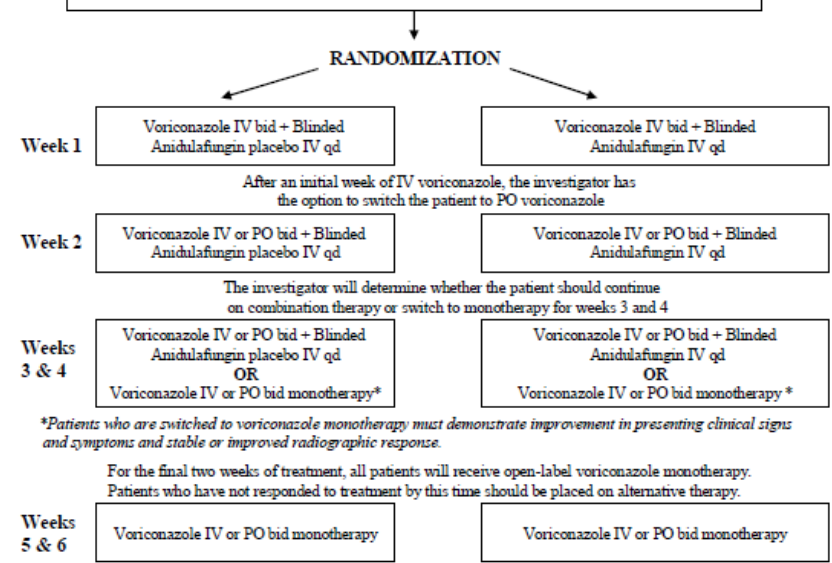 RANDOMIZATION
Week 1
Voriconazole IV bid + Blinded
Anidulafungin placebo IV qd
Voriconazole IV bid + Blinded
Anidulafungin IV qd
After an initial week of IV voriconazole, the investigator has
the option to switch the patient to PO voriconazole
Week 2
Voriconazole IV or PO bid + Blinded
Anidulafungin placebo IV qd
Voriconazole IV or PO bid + Blinded
Anidulafungin IV qd
The investigator will determine whether the patient should continue
on combination therapy or switch to monotherapy for weeks 3 and 4
Weeks
3 & 4
Voriconazole IV or PO bid + Blinded
Anidulafungin placebo IV qd
OR
Voriconazole IV or PO bid monotherapy*
Voriconazole IV or PO bid + Blinded
Anidulafungin IV qd
OR
Voriconazole IV or PO bid monotherapy *
*Patients who are switched to voriconazole monotherapy must demonstrate improvement in presenting clinical signs
and symptoms and stable or improved radiographic response.
For the final two weeks of treatment, all patients will receive open-label voriconazole monotherapy.
Patients who have not responded to treatment by this time should be placed on alternative therapy.
Weeks
5 & 6
Voriconazole IV or PO bid monotherapy
Voriconazole IV or PO bid monotherapy